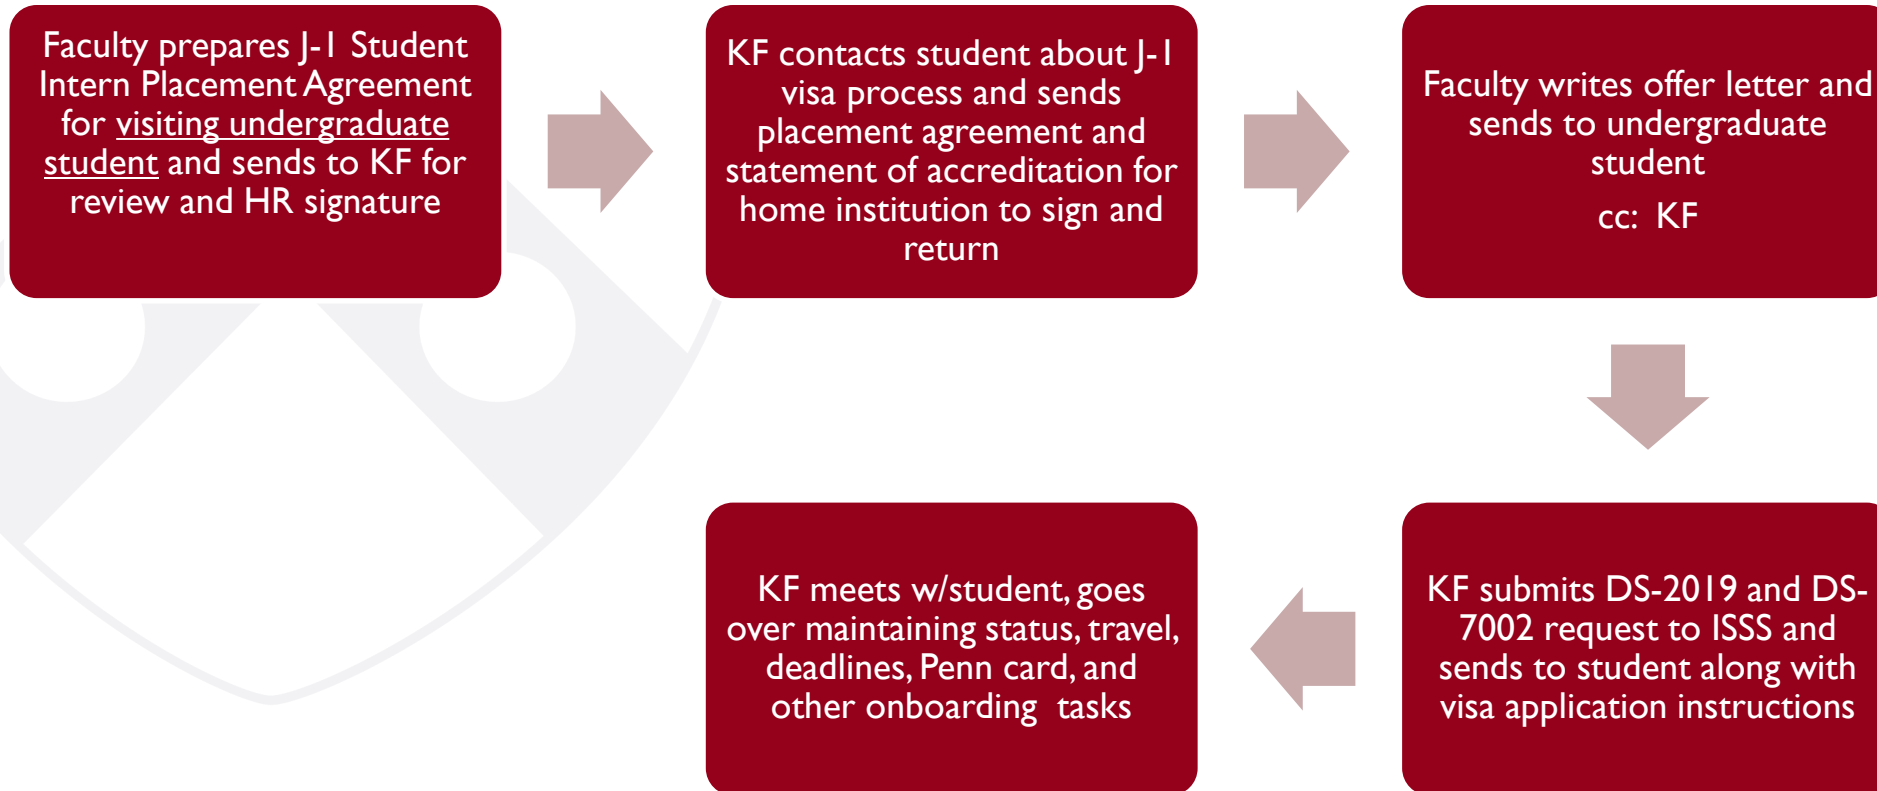 Faculty prepares J-1 Student
Intern Placement Agreement
for visiting undergraduate
student and sends to KF for
review and HR signature
KF contacts student about J-1
visa process and sends
placement agreement and
statement of accreditation for
home institution to sign and
return
Faculty writes offer letter and
sends to undergraduate
student
cc: KF
KF submits DS-2019 and DS-
7002 request to ISSS and
sends to student along with
visa application instructions
KF meets w/student, goes
over maintaining status, travel,
deadlines, Penn card, and
other onboarding tasks